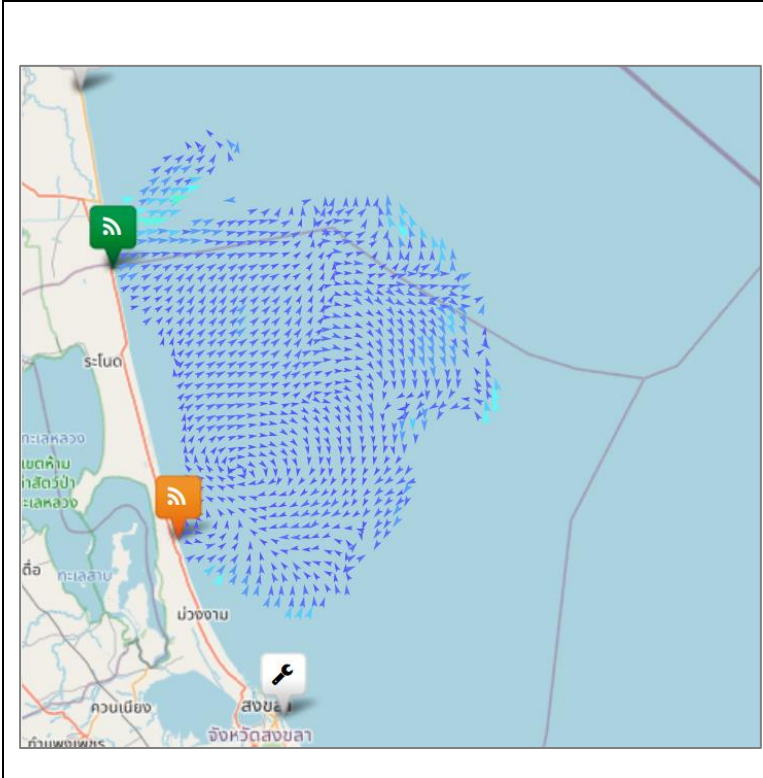 ระโนด
ทะเลหลวง
เขตห้าม
ล่าสัตว์ป่า
ทะเลหลวง
ทะเลสาบ
ม่วงงาม
ควนเนียง
สงขลา
จังหวัดสงขลา